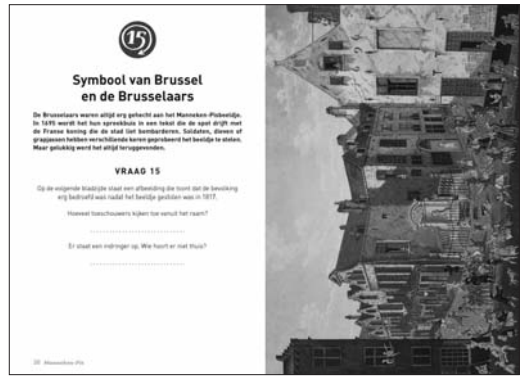 15
Symbool van Brussel
en de Brusselaars
De Brusselaars waren altijd erg gehecht aan het Manneken-Pisbeeldje.
In 1695 wordt het hun spreekbuis in een tekst die de spot drijft met
de Franse koning die de stad liet bombarderen. Soldaten, dieven of
grapjassen hebben verschillende keren geprobeerd het beeldje te stelen.
Maar gelukkig werd het altijd teruggevonden.
VRAAG 15
Op de volgende bladzijde staat een afbeelding die toont dat de bevolking
erg bedroefd was nadat het beeldje gestolen was in 1817.
Hoeveel toeschouwers kijken toe vanuit het raam?
Er staat een indringer op. Wie hoort er niet thuis?
Manneken-Pis